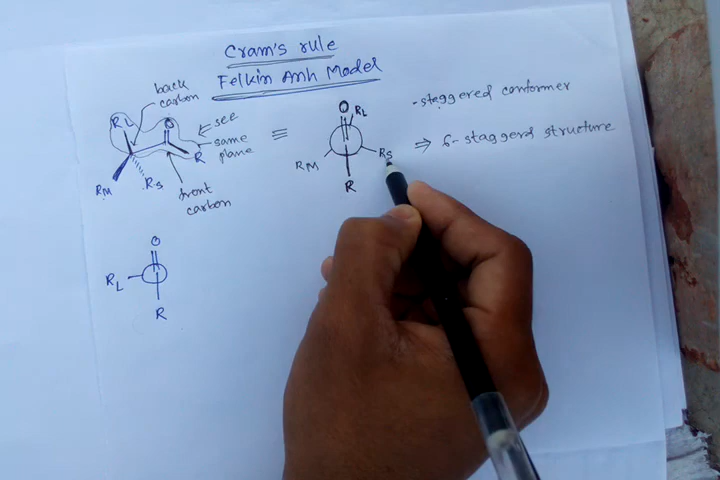 Cram's rule
Felkin Anh Model
back
carbon
RL
O
see
same
plane
R
RM
RS
front
carbon
≡
O
RL
RM
RS
R
-staggered conformer
⇒ 6-staggerd structure
O
RL
R